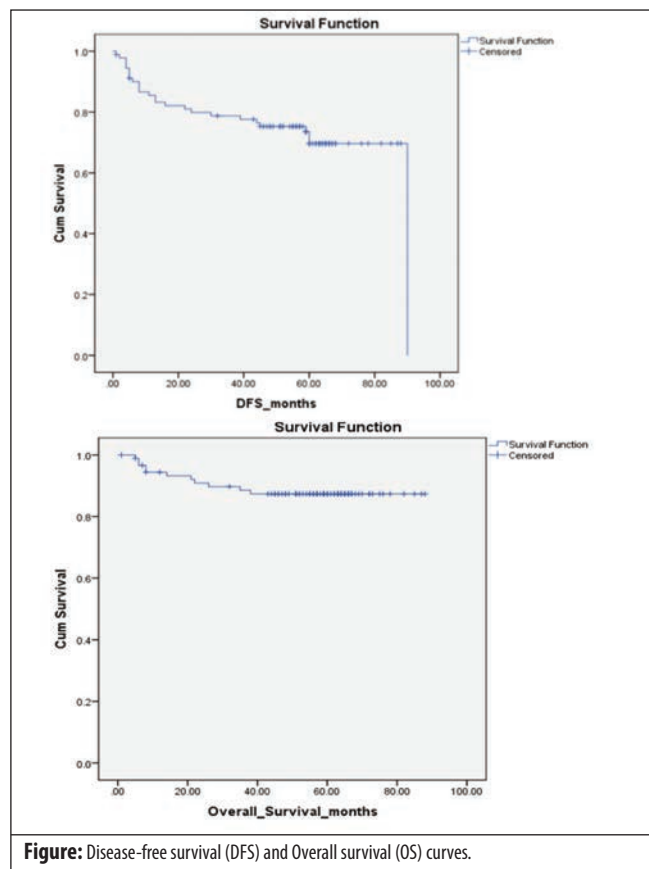 Survival Function
Survival Function
Censored
1.0
0.8
0.6
0.4
0.2
0.0
Cum Survival
.00 20.00 40.00 60.00 80.00 100.00
DFS_months
Survival Function
Survival Function
Censored
1.0
0.8
0.6
0.4
0.2
0.0
Cum Survival
.00 20.00 40.00 60.00 80.00 100.00
Overall_Survival_months
Figure: Disease-free survival (DFS) and Overall survival (OS) curves.